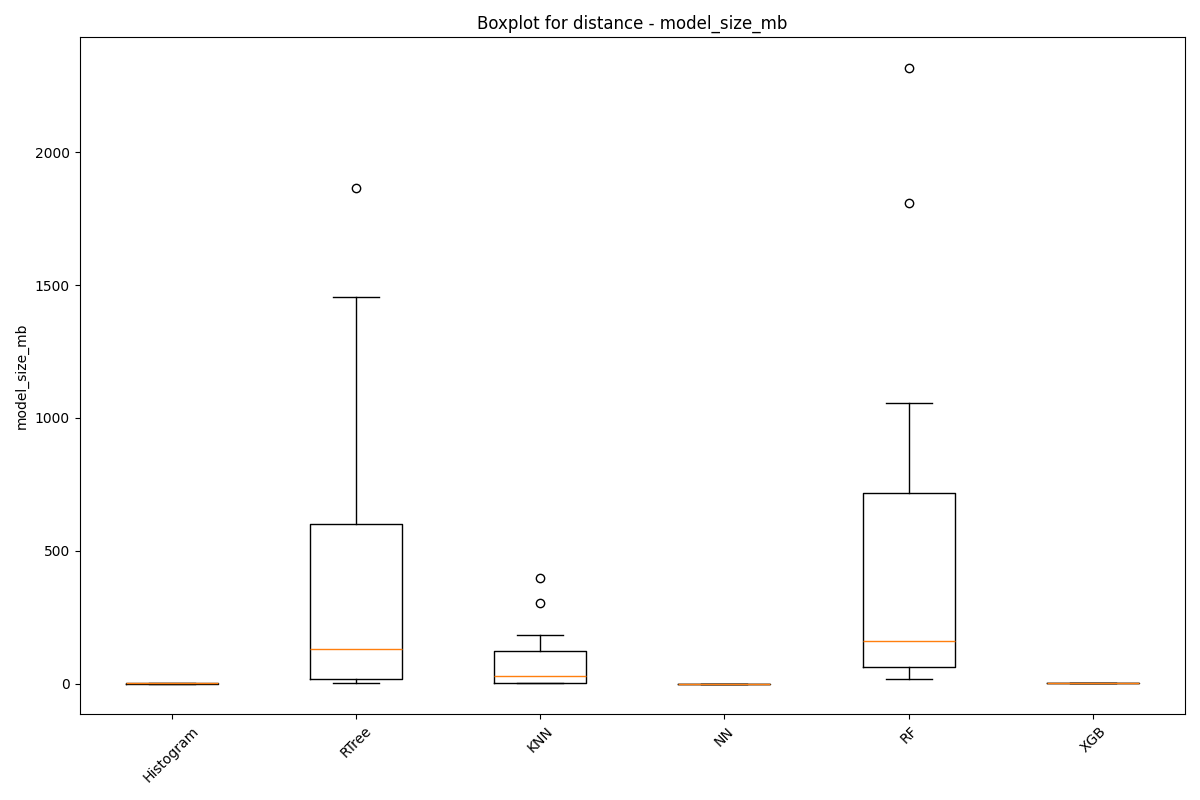 Boxplot for distance - model_size_mb
model_size_mb
2000
1500
1000
500
0
Histogram
RTree
KNN
NN
RF
XGB